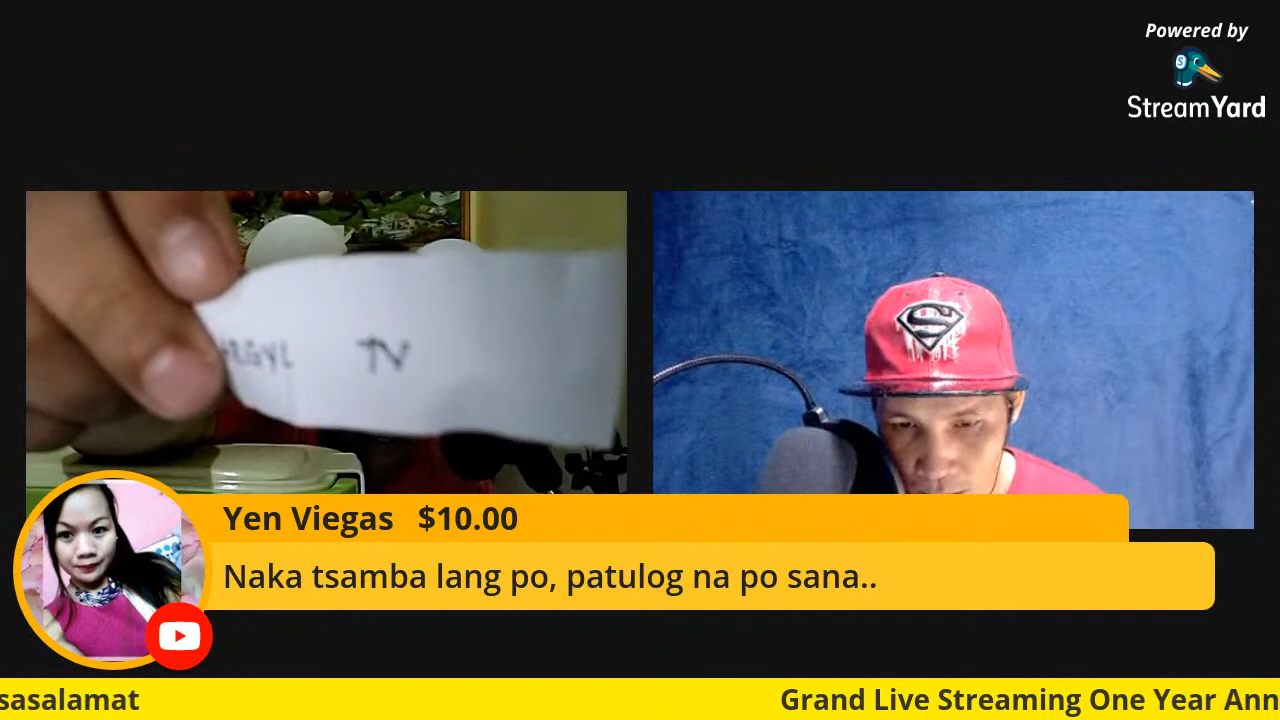 Powered by
StreamYard
TV
Yen Viegas $10.00
Naka tsamba lang po, patulog na po sana..
sasalamat Grand Live Streaming One Year Ann